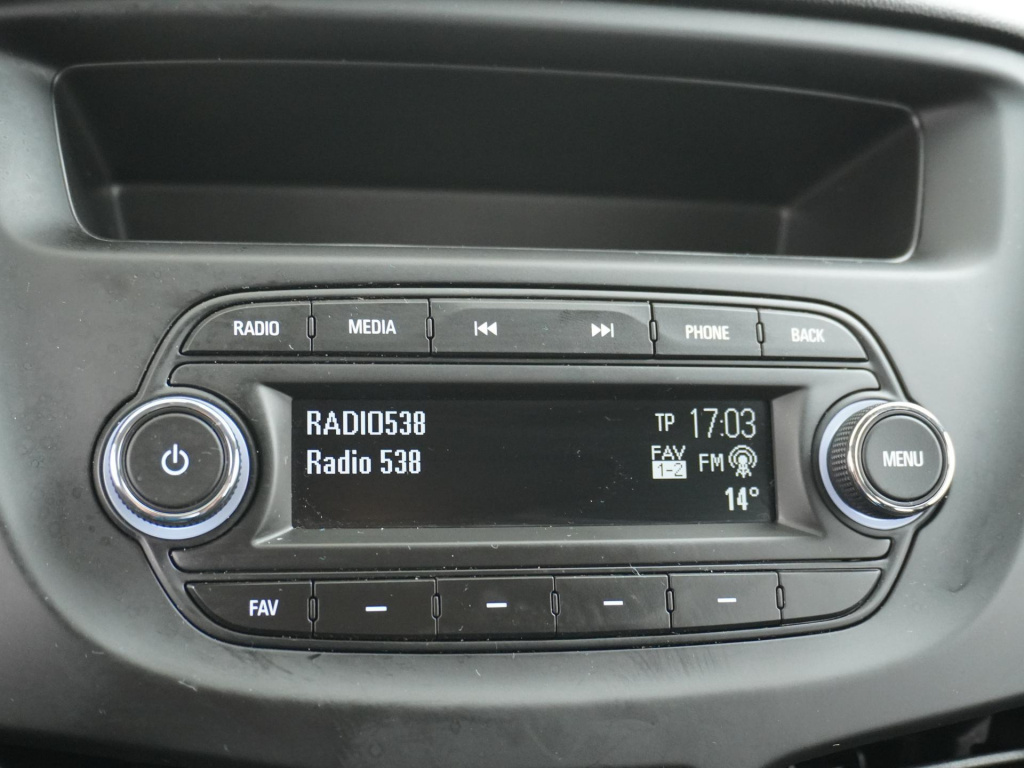 RADIO
MEDIA
PHONE
BACK
RADIO538
TP 17:03
Radio 538
FAV
1-2
FM
14°
MENU
FAV